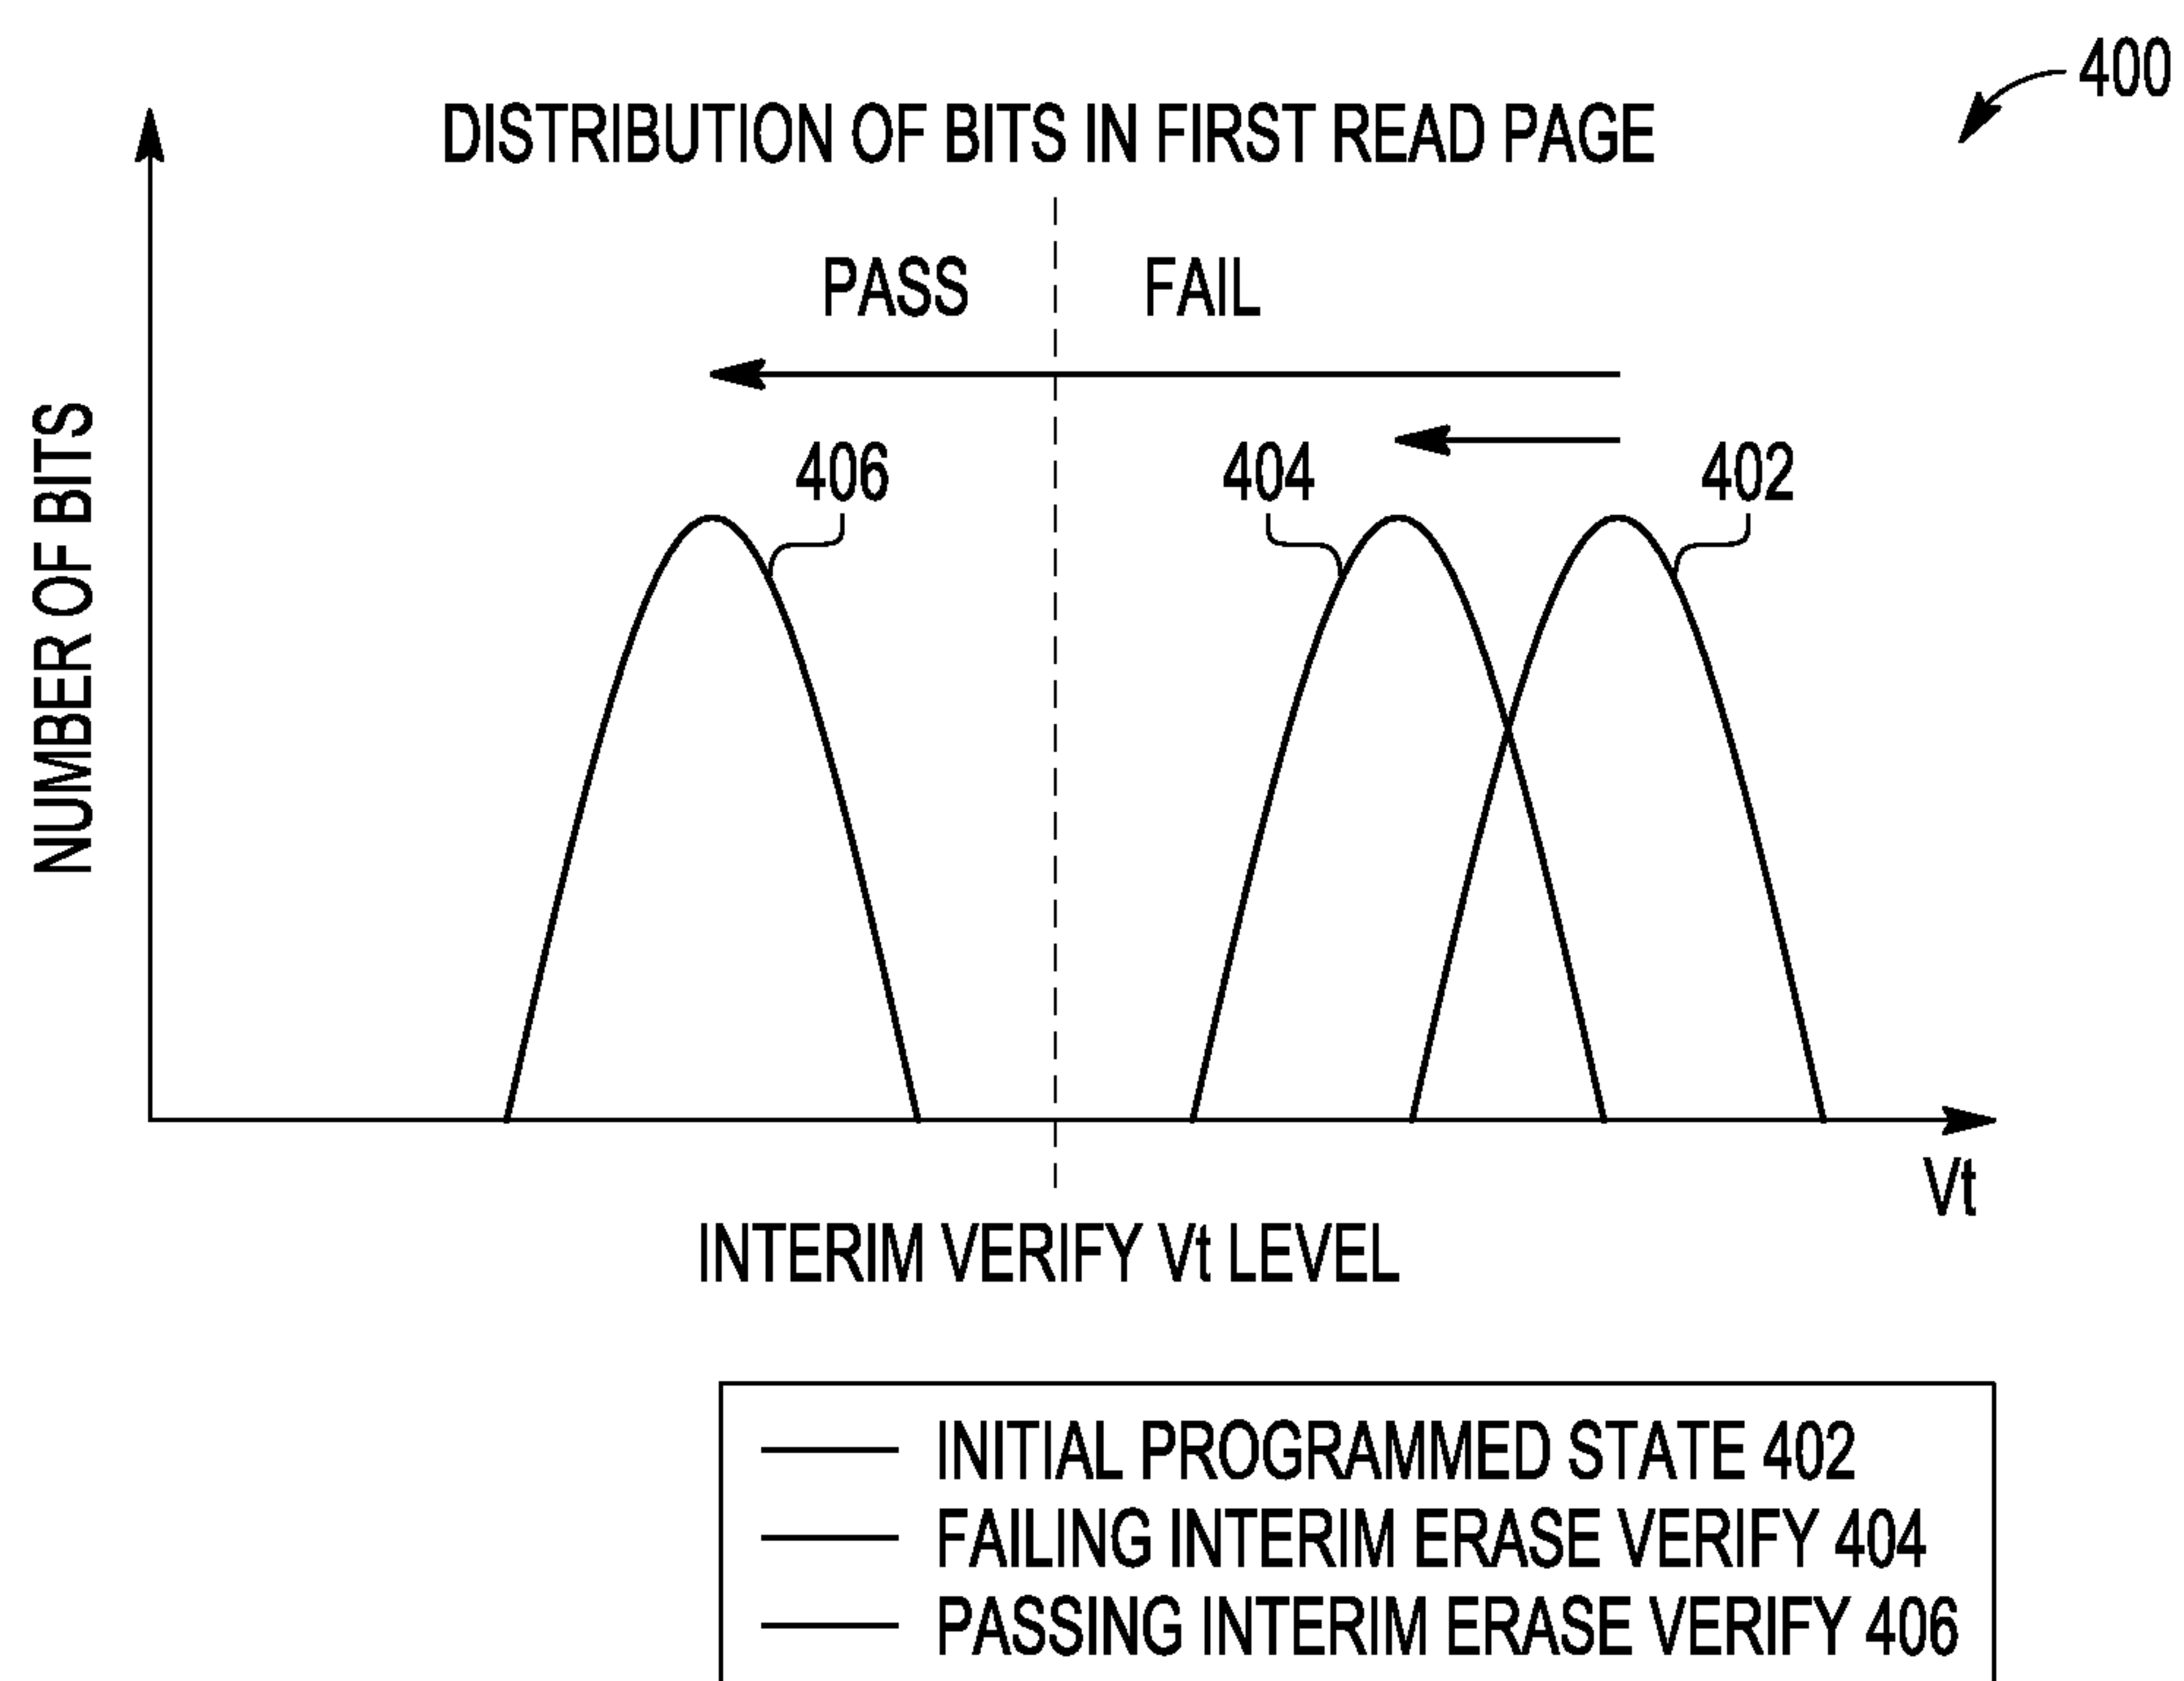 400
DISTRIBUTION OF BITS IN FIRST READ PAGE
PASS
FAIL
406
404
402
NUMBER OF BITS
Vt
INTERIM VERIFY Vt LEVEL
INITIAL PROGRAMMED STATE 402
FAILING INTERIM ERASE VERIFY 404
PASSING INTERIM ERASE VERIFY 406